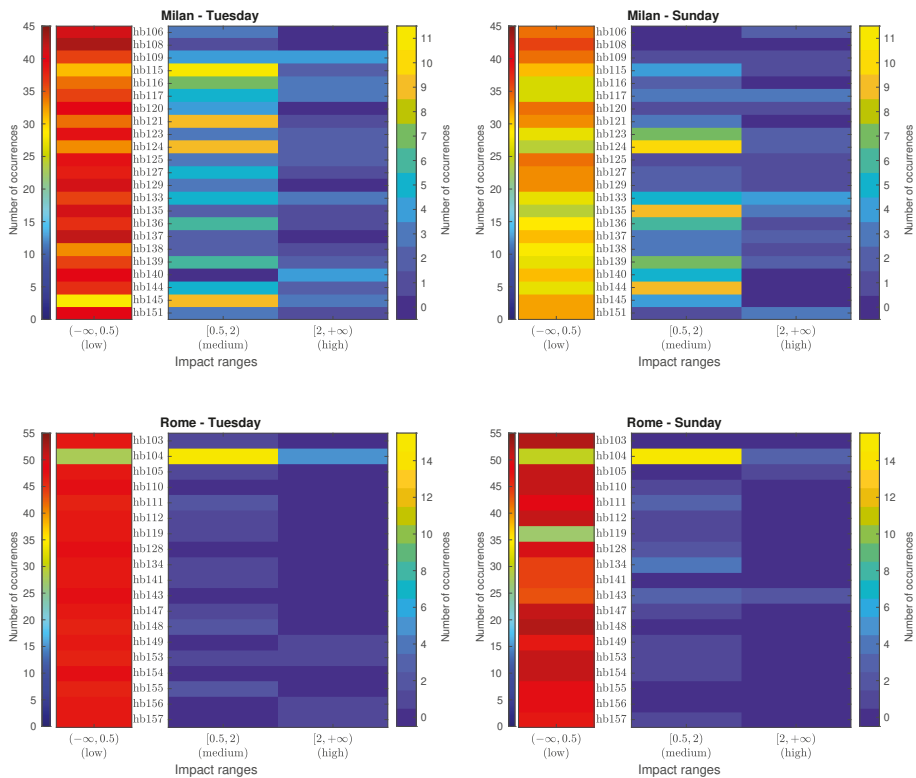 Milan - Tuesday
45
40
35
30
25
20
15
10
5
0
Number of occurrences
hb106
hb108
hb109
hb115
hb116
hb117
hb120
hb121
hb123
hb124
hb125
hb127
hb129
hb133
hb135
hb136
hb137
hb138
hb139
hb140
hb144
hb145
hb151
11
10
9
8
7
6
5
4
3
2
1
0
Number of occurrences
(−∞, 0.5) [0.5, 2) [2, +∞)
(low) (medium) (high)
Impact ranges
Milan - Sunday
45
40
35
30
25
20
15
10
5
0
Number of occurrences
hb106
hb108
hb109
hb115
hb116
hb117
hb120
hb121
hb123
hb124
hb125
hb127
hb129
hb133
hb135
hb136
hb137
hb138
hb139
hb140
hb144
hb145
hb151
11
10
9
8
7
6
5
4
3
2
1
0
Number of occurrences
(−∞, 0.5) [0.5, 2) [2, +∞)
(low) (medium) (high)
Impact ranges
Rome - Tuesday
55
50
45
40
35
30
25
20
15
10
5
0
Number of occurrences
hb103
hb104
hb105
hb110
hb111
hb112
hb119
hb128
hb134
hb141
hb143
hb147
hb148
hb149
hb153
hb154
hb155
hb156
hb157
14
12
10
8
6
4
2
0
Number of occurrences
(−∞, 0.5) [0.5, 2) [2, +∞)
(low) (medium) (high)
Impact ranges
Rome - Sunday
55
50
45
40
35
30
25
20
15
10
5
0
Number of occurrences
hb103
hb104
hb105
hb110
hb111
hb112
hb119
hb128
hb134
hb141
hb143
hb147
hb148
hb149
hb153
hb154
hb155
hb156
hb157
14
12
10
8
6
4
2
0
Number of occurrences
(−∞, 0.5) [0.5, 2) [2, +∞)
(low) (medium) (high)
Impact ranges